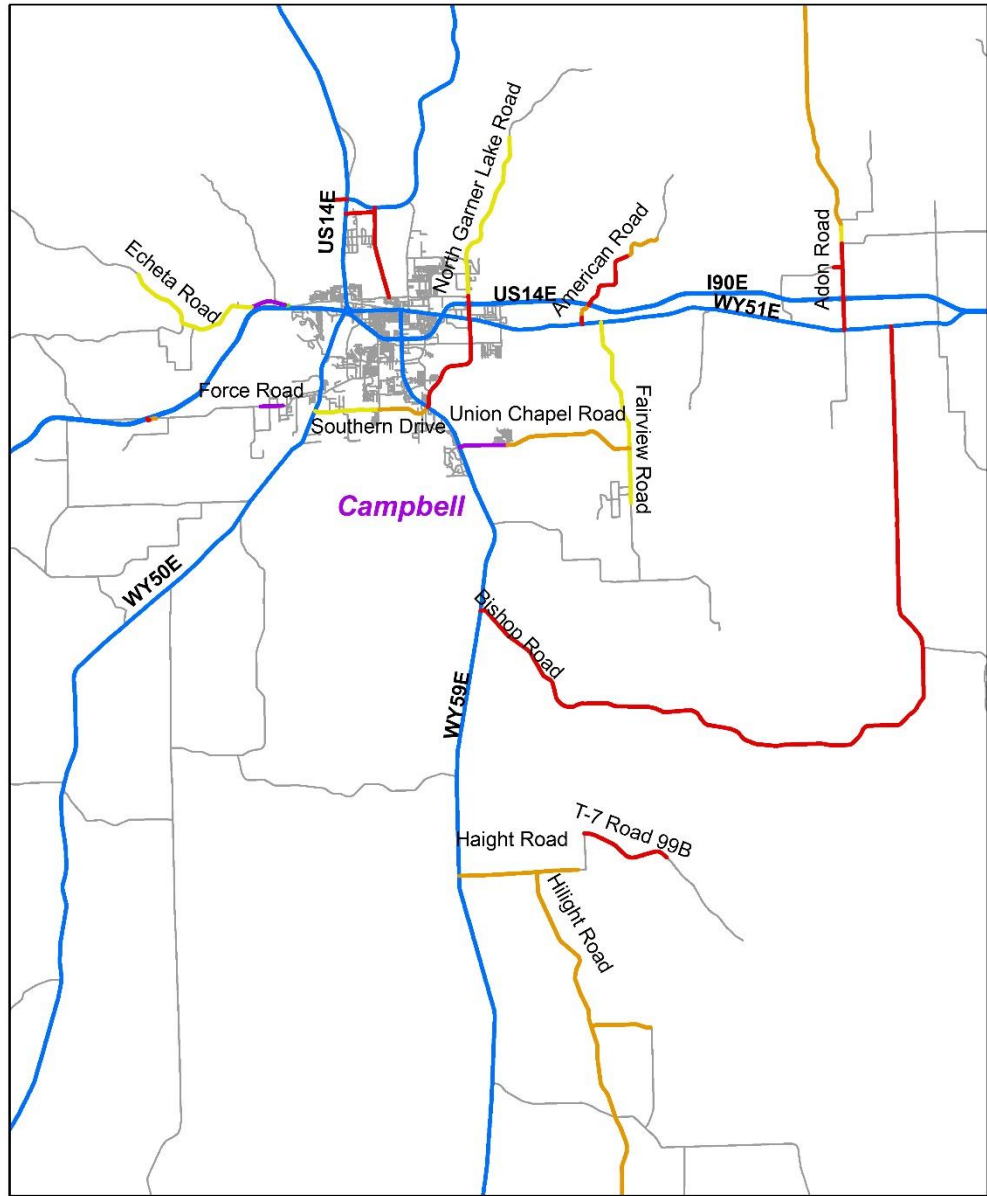 North Garner Lake Road
US14E
American Road
Adon Road
Echeta Road
US14E
I90E
WY51E
Force Road
Southern Drive
Union Chapel Road
Fairview Road
Campbell
WY50E
Bishop Road
WY59E
Haight Road
T-7 Road 99B
Hilight Road